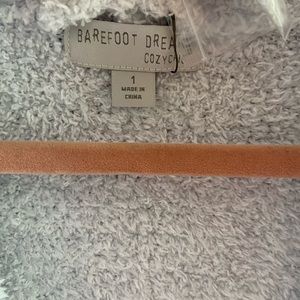 BAREFOOT DREA
COZYCH
1
MADE IN
CHINA